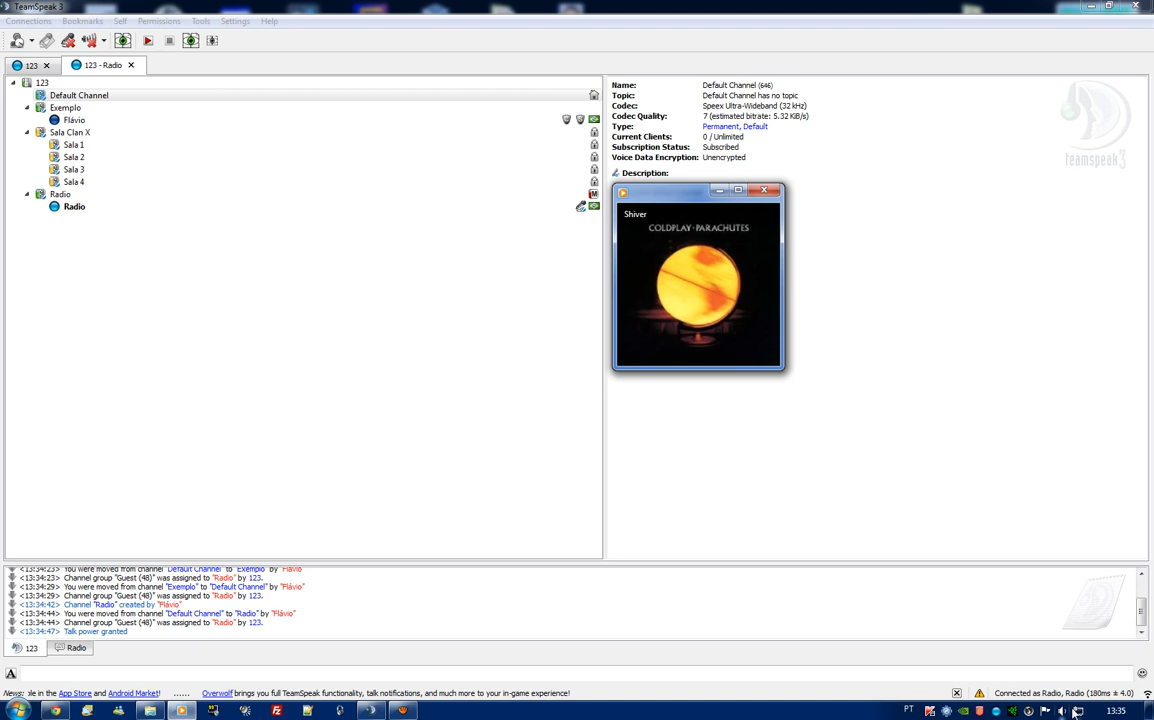 TeamSpeak 3
Connections Bookmarks Self Permissions Tools Settings Help
123 123 - Radio
123
Default Channel
Exemplo
Flávio
Sala Clan X
Sala 1
Sala 2
Sala 3
Sala 4
Radio
M
Radio
Name: Default Channel (646)
Topic: Default Channel has no topic
Codec: Speex Ultra-Wideband (32 kHz)
Codec Quality: 7 (estimated bitrate: 5.32 KiB/s)
Type: Permanent, Default
Current Clients: 0 / Unlimited
Subscription Status: Subscribed
Voice Data Encryption: Unencrypted
Description:
teamspeak3
Shiver
COLDPLAY·PARACHUTES
<13:34:23> You were moved from channel "Default Channel" to "Exemplo" by "Flávio"
<13:34:23> Channel group "Guest (48)" was assigned to "Radio" by 123.
<13:34:29> You were moved from channel "Exemplo" to "Default Channel" by "Flávio"
<13:34:29> Channel group "Guest (48)" was assigned to "Radio" by 123.
<13:34:42> Channel "Radio" created by "Flávio"
<13:34:44> You were moved from channel "Default Channel" to "Radio" by "Flávio"
<13:34:44> Channel group "Guest (48)" was assigned to "Radio" by 123.
<13:34:47> Talk power granted
123 Radio
A
News: ble in the App Store and Android Market! ...... Overwolf brings you full TeamSpeak functionality, talk notifications, and much more to your in-game experience! Connected as Radio, Radio (180ms ± 4.0)
PT 13:35